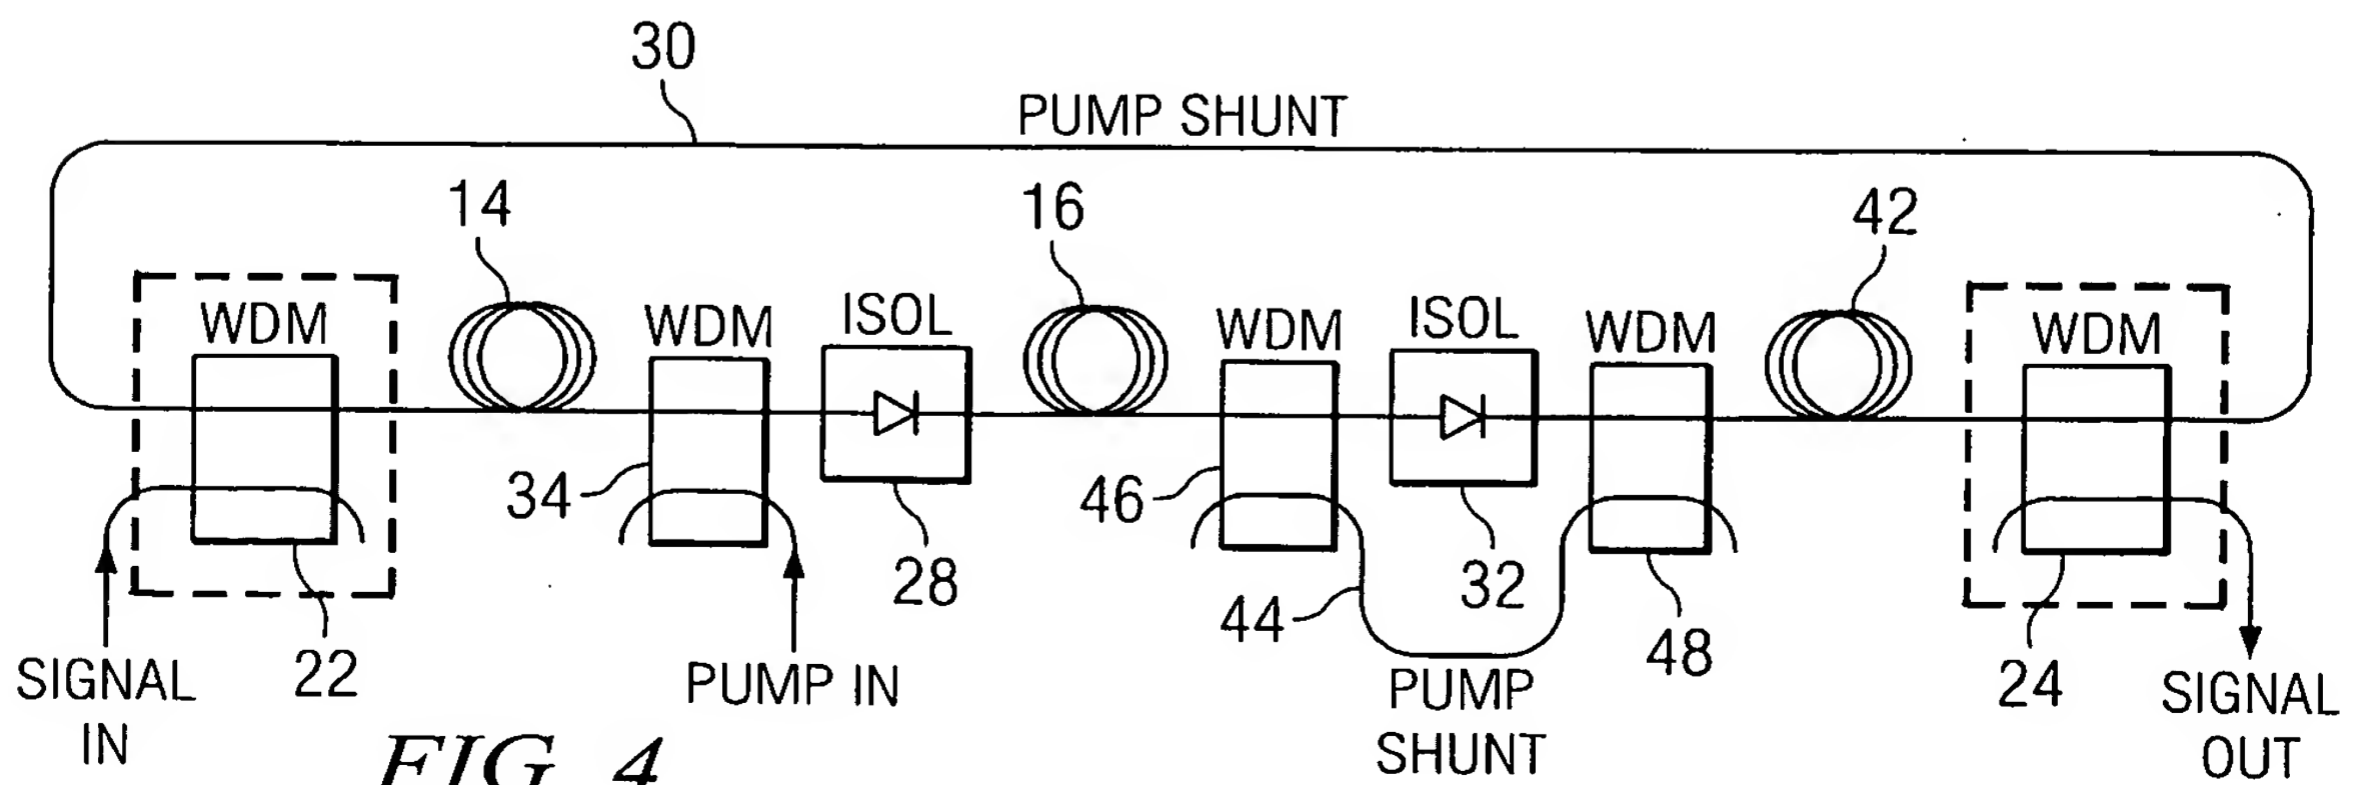 30
PUMP SHUNT
14
16
42
WDM
WDM
ISOL
WDM
ISOL
WDM
WDM
34
46
28
32
44
48
22
24
SIGNAL
IN
PUMP IN
PUMP
SHUNT
SIGNAL
OUT
FIG. 4